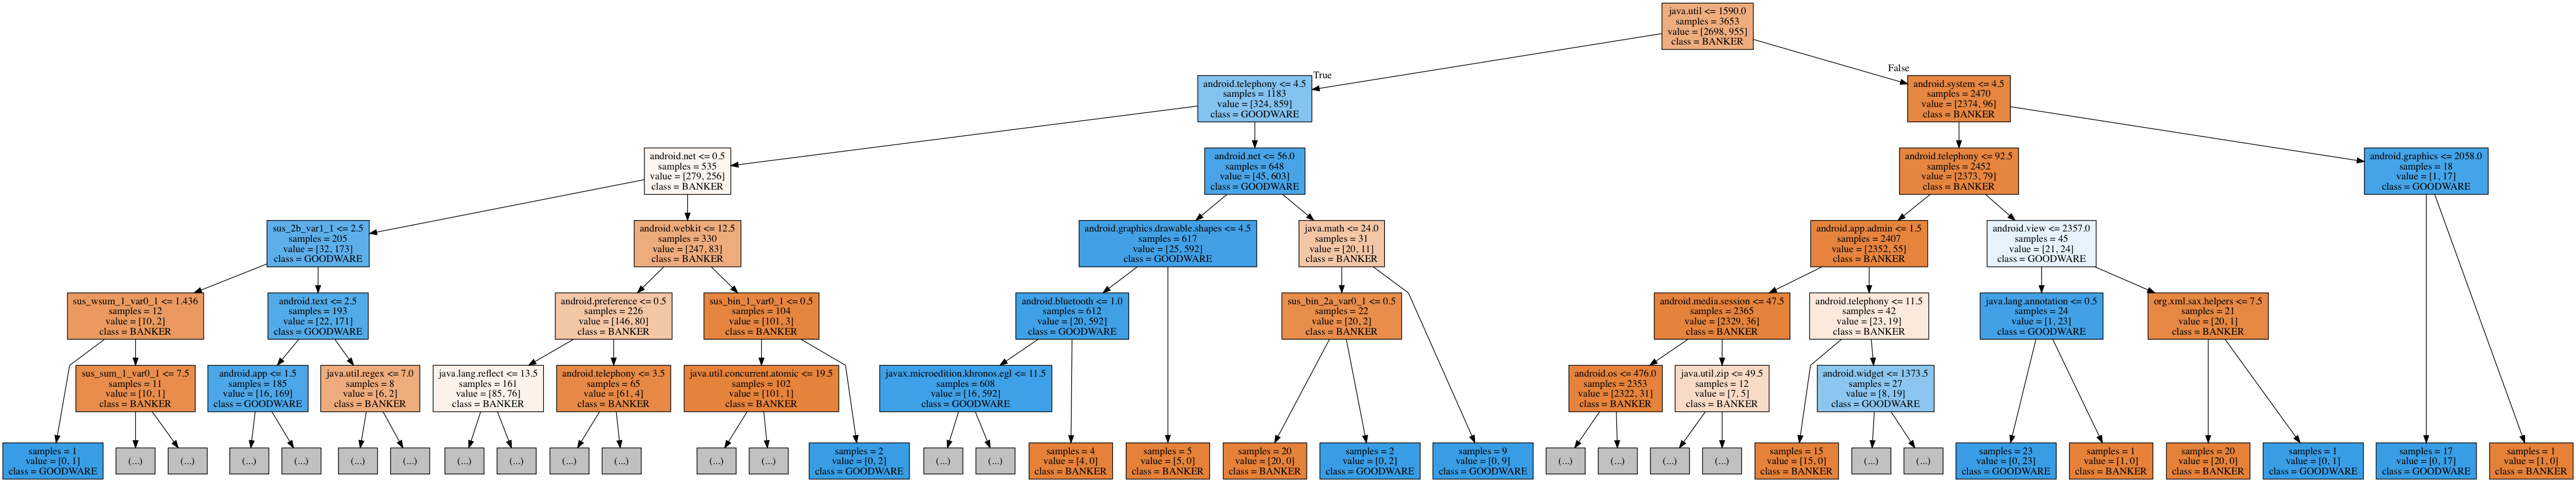 java.util <= 1590.0
samples = 3653
value = [2698, 955]
class = BANKER
True
False
android.telephony <= 4.5
samples = 1183
value = [324, 859]
class = GOODWARE
android.system <= 4.5
samples = 2470
value = [2374, 96]
class = BANKER
android.net <= 0.5
samples = 535
value = [279, 256]
class = BANKER
android.net <= 56.0
samples = 648
value = [45, 603]
class = GOODWARE
android.telephony <= 92.5
samples = 2452
value = [2373, 79]
class = BANKER
android.graphics <= 2058.0
samples = 18
value = [1, 17]
class = GOODWARE
sus_2b_var1_1 <= 2.5
samples = 205
value = [32, 173]
class = GOODWARE
android.webkit <= 12.5
samples = 330
value = [247, 83]
class = BANKER
android.graphics.drawable.shapes <= 4.5
samples = 617
value = [25, 592]
class = GOODWARE
java.math <= 24.0
samples = 31
value = [20, 11]
class = BANKER
android.app.admin <= 1.5
samples = 2407
value = [2352, 55]
class = BANKER
android.view <= 2357.0
samples = 45
value = [21, 24]
class = GOODWARE
sus_wsum_1_var0_1 <= 1.436
samples = 12
value = [10, 2]
class = BANKER
android.text <= 2.5
samples = 193
value = [22, 171]
class = GOODWARE
android.preference <= 0.5
samples = 226
value = [146, 80]
class = BANKER
sus_bin_1_var0_1 <= 0.5
samples = 104
value = [101, 3]
class = BANKER
android.bluetooth <= 1.0
samples = 612
value = [20, 592]
class = GOODWARE
sus_bin_2a_var0_1 <= 0.5
samples = 22
value = [20, 2]
class = BANKER
android.media.session <= 47.5
samples = 2365
value = [2329, 36]
class = BANKER
android.telephony <= 11.5
samples = 42
value = [23, 19]
class = BANKER
java.lang.annotation <= 0.5
samples = 24
value = [1, 23]
class = GOODWARE
org.xml.sax.helpers <= 7.5
samples = 21
value = [20, 1]
class = BANKER
sus_sum_1_var0_1 <= 7.5
samples = 11
value = [10, 1]
class = BANKER
android.app <= 1.5
samples = 185
value = [16, 169]
class = GOODWARE
java.util.regex <= 7.0
samples = 8
value = [6, 2]
class = BANKER
java.lang.reflect <= 13.5
samples = 161
value = [85, 76]
class = BANKER
android.telephony <= 3.5
samples = 65
value = [61, 4]
class = BANKER
java.util.concurrent.atomic <= 19.5
samples = 102
value = [101, 1]
class = BANKER
javax.microedition.khronos.egl <= 11.5
samples = 608
value = [16, 592]
class = GOODWARE
android.os <= 476.0
samples = 2353
value = [2322, 31]
class = BANKER
java.util.zip <= 49.5
samples = 12
value = [7, 5]
class = BANKER
android.widget <= 1373.5
samples = 27
value = [8, 19]
class = GOODWARE
samples = 1
value = [0, 1]
class = GOODWARE
(...)
(...)
(...)
(...)
(...)
(...)
(...)
(...)
(...)
(...)
(...)
(...)
samples = 2
value = [0, 2]
class = GOODWARE
(...)
(...)
samples = 4
value = [4, 0]
class = BANKER
samples = 5
value = [5, 0]
class = BANKER
samples = 20
value = [20, 0]
class = BANKER
samples = 2
value = [0, 2]
class = GOODWARE
samples = 9
value = [0, 9]
class = GOODWARE
(...)
(...)
(...)
(...)
samples = 15
value = [15, 0]
class = BANKER
(...)
(...)
samples = 23
value = [0, 23]
class = GOODWARE
samples = 1
value = [1, 0]
class = BANKER
samples = 20
value = [20, 0]
class = BANKER
samples = 1
value = [0, 1]
class = GOODWARE
samples = 17
value = [0, 17]
class = GOODWARE
samples = 1
value = [1, 0]
class = BANKER